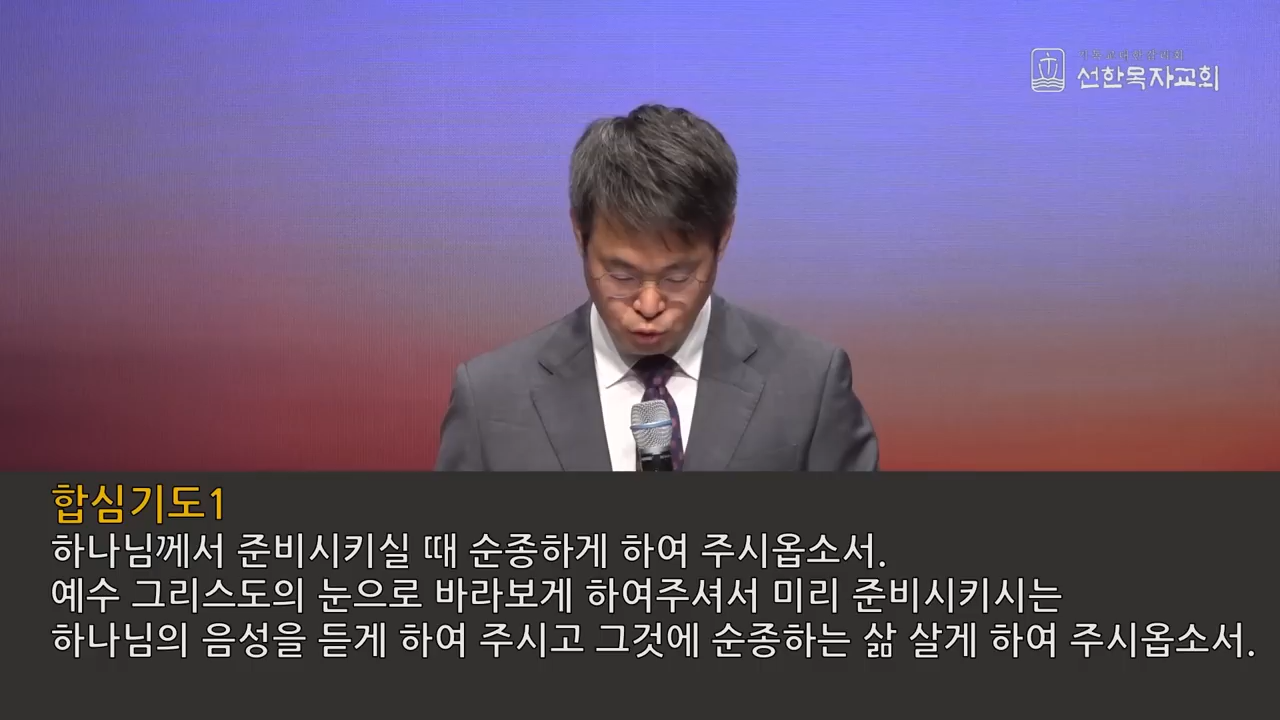 선한목자교회
합심기도1
하나님께서 준비시키실 때 순종하게 하여 주시옵소서.
예수 그리스도의 눈으로 바라보게 하여주셔서 미리 준비시키시는
하나님의 음성을 듣게 하여 주시고 그것에 순종하는 삶 살게 하여 주시옵소서.